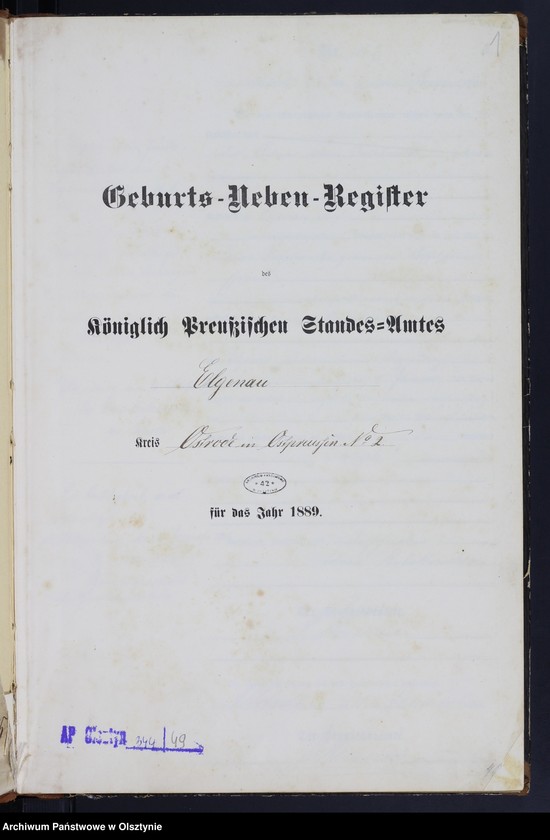 1
Geburts-Neben-Register
des
Königlich Preußischen Standes-Amtes
Elgenau
Kreis Osterode in Ostpreußen No 2
* 42 *
für das Jahr 1889.
AP Olsztyn 344/49
Archiwum Państwowe w Olsztynie